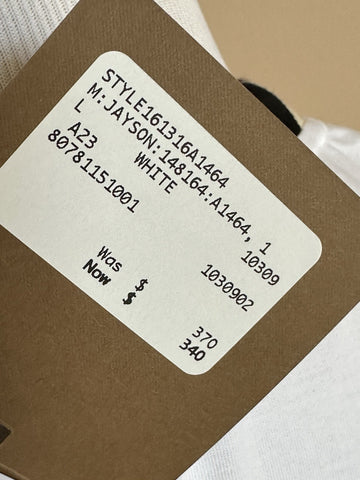 STYLE161316A1464
M:JAYSON:148164:A1464, 1
L WHITE 10309
A23
80781151001 1030902
Was $ 370
Now $ 340